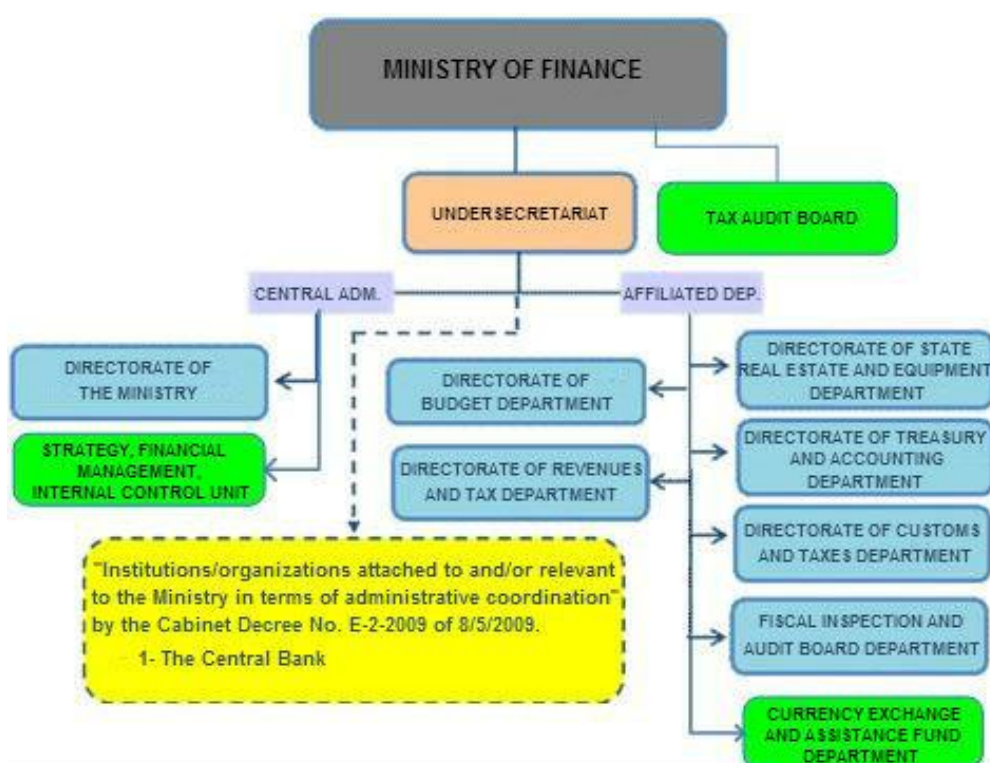 MINISTRY OF FINANCE
UNDERSECRETARIAT
TAX AUDIT BOARD
CENTRAL ADM.
AFFILIATED DEP.
DIRECTORATE OF
THE MINISTRY
STRATEGY, FINANCIAL
MANAGEMENT,
INTERNAL CONTROL UNIT
DIRECTORATE OF
BUDGET DEPARTMENT
DIRECTORATE OF REVENUES
AND TAX DEPARTMENT
DIRECTORATE OF STATE
REAL ESTATE AND EQUIPMENT
DEPARTMENT
DIRECTORATE OF TREASURY
AND ACCOUNTING
DEPARTMENT
DIRECTORATE OF CUSTOMS
AND TAXES DEPARTMENT
FISCAL INSPECTION AND
AUDIT BOARD DEPARTMENT
CURRENCY EXCHANGE
AND ASSISTANCE FUND
DEPARTMENT
"Institutions/organizations attached to and/or relevant
to the Ministry in terms of administrative coordination"
by the Cabinet Decree No. E-2-2009 of 8/5/2009.
1- The Central Bank